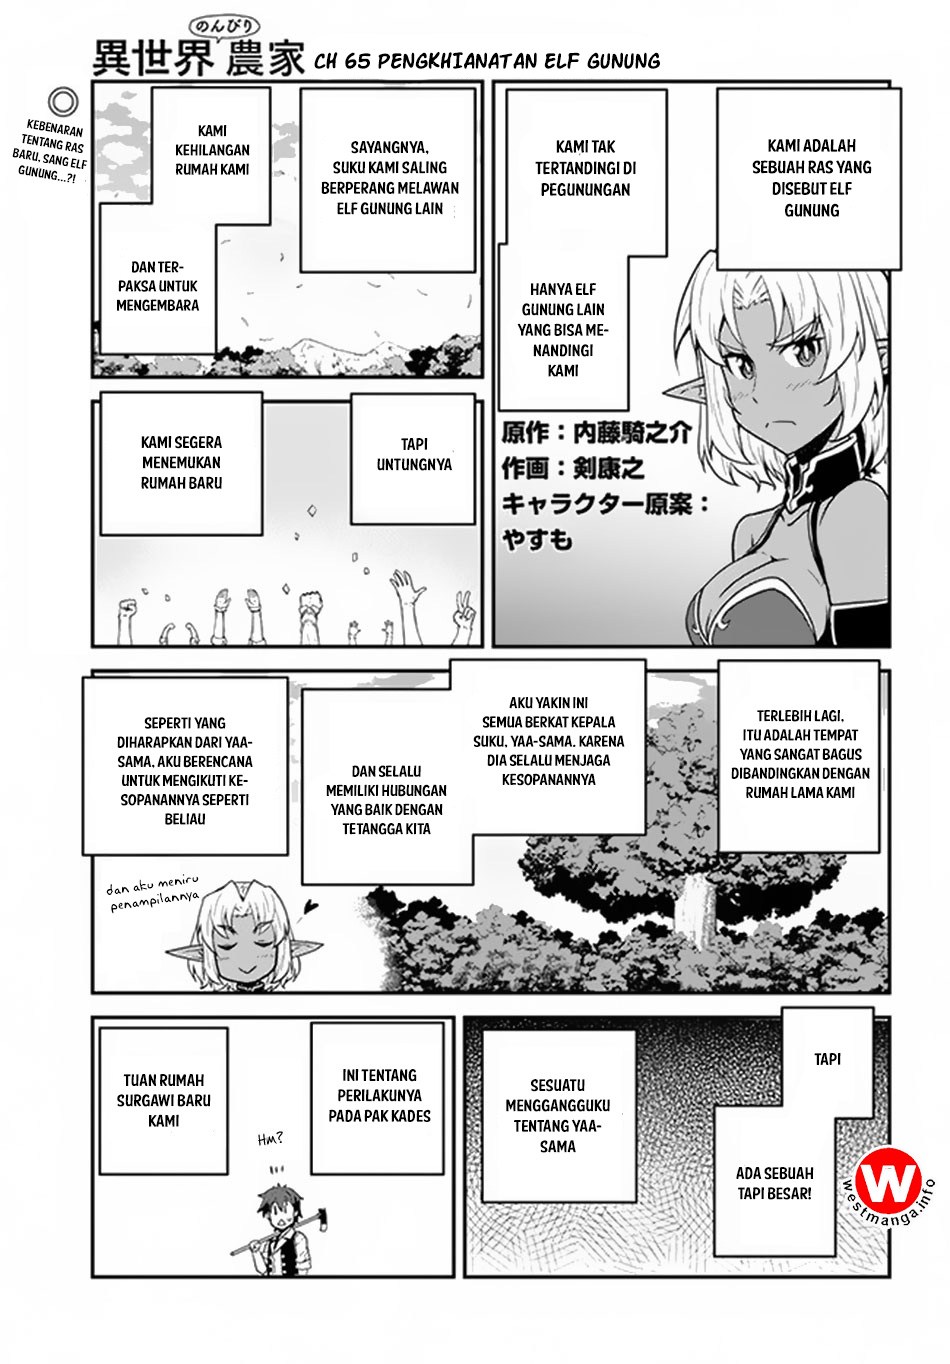 のんびり
異世界 農家
CH 65 PENGKHIANATAN ELF GUNUNG
KEBENARAN
TENTANG RAS
BARU, SANG ELF
GUNUNG...?!
KAMI ADALAH
SEBUAH RAS YANG
DISEBUT ELF
GUNUNG
KAMI TAK
TERTANDINGI DI
PEGUNUNGAN
HANYA ELF
GUNUNG LAIN
YANG BISA ME-
NANDINGI
KAMI
原作：内藤騎之介
作画：剣康之
キャラクター原案：
やすも
SAYANGNYA,
SUKU KAMI SALING
BERPERANG MELAWAN
ELF GUNUNG LAIN
KAMI
KEHILANGAN
RUMAH KAMI
DAN TER-
PAKSA UNTUK
MENGEMBARA
TAPI
UNTUNGNYA
KAMI SEGERA
MENEMUKAN
RUMAH BARU
TERLEBIH LAGI,
ITU ADALAH TEMPAT
YANG SANGAT BAGUS
DIBANDINGKAN DENGAN
RUMAH LAMA KAMI
AKU YAKIN INI
SEMUA BERKAT KEPALA
SUKU, YAA-SAMA. KARENA
DIA SELALU MENJAGA
KESOPANANNYA
DAN SELALU
MEMILIKI HUBUNGAN
YANG BAIK DENGAN
TETANGGA KITA
SEPERTI YANG
DIHARAPKAN DARI YAA-
SAMA. AKU BERENCANA
UNTUK MENGIKUTI KE-
SOPANANNYA SEPERTI
BELIAU
dan aku meniru
penampilannya
TAPI
ADA SEBUAH
TAPI BESAR!
SESUATU
MENGGANGGUKU
TENTANG YAA-
SAMA
INI TENTANG
PERILAKUNYA
PADA PAK KADES
TUAN RUMAH
SURGAWI BARU
KAMI
HM?
W
westmanga.info